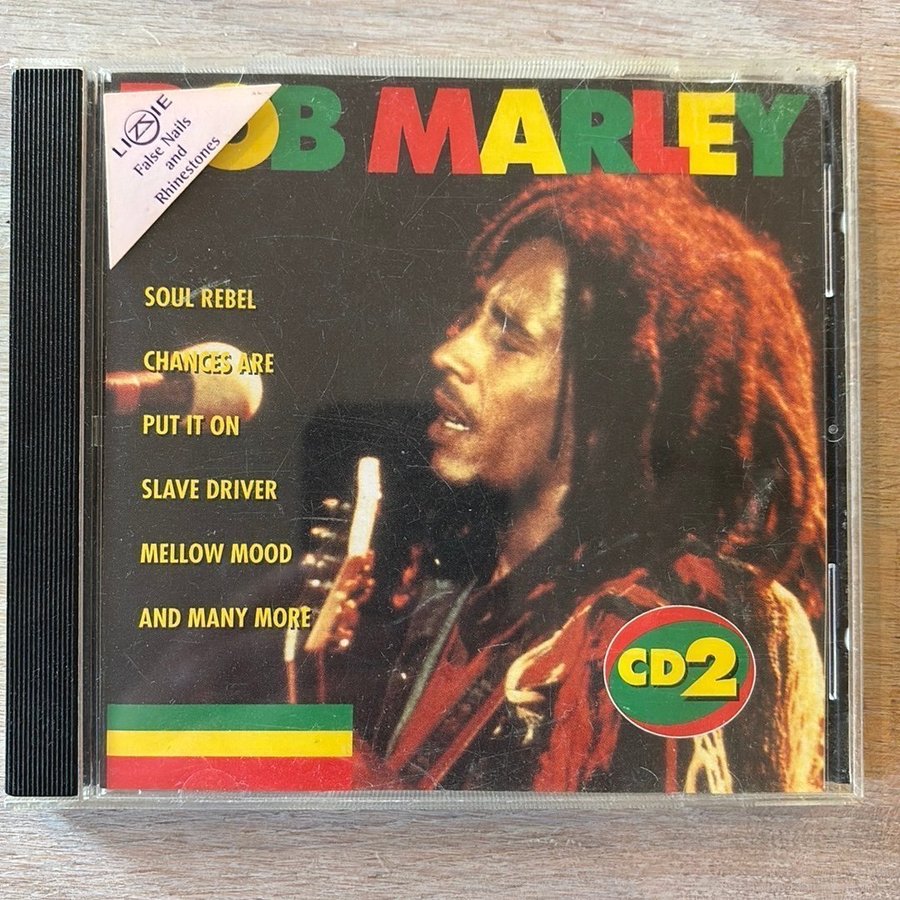 BOB MARLEY
LIZZIE
False Nails
and
Rhinestones
SOUL REBEL
CHANCES ARE
PUT IT ON
SLAVE DRIVER
MELLOW MOOD
AND MANY MORE
CD2